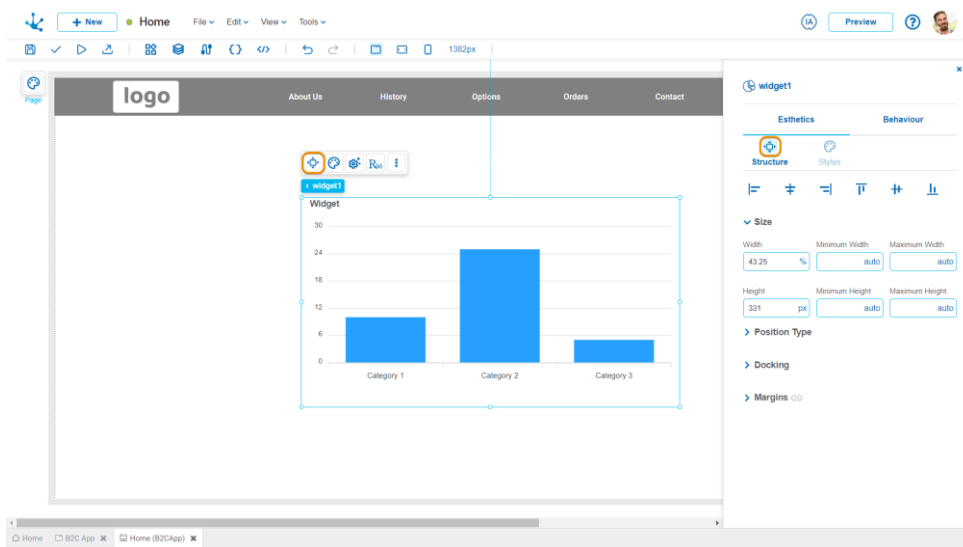 + New
Home
File
Edit
View
Tools
IA
Preview
?
1382px
Page
logo
About Us
History
Options
Orders
Contact
widget1
Esthetics
Behaviour
Structure
Styles
R(x)
widget1
Widget
30
24
18
12
6
0
Category 1
Category 2
Category 3
Size
Width
Minimum Width
Maximum Width
43.25 %
auto
auto
Height
Minimum Height
Maximum Height
331 px
auto
auto
Position Type
Docking
Margins
Home
B2C App
Home (B2CApp)